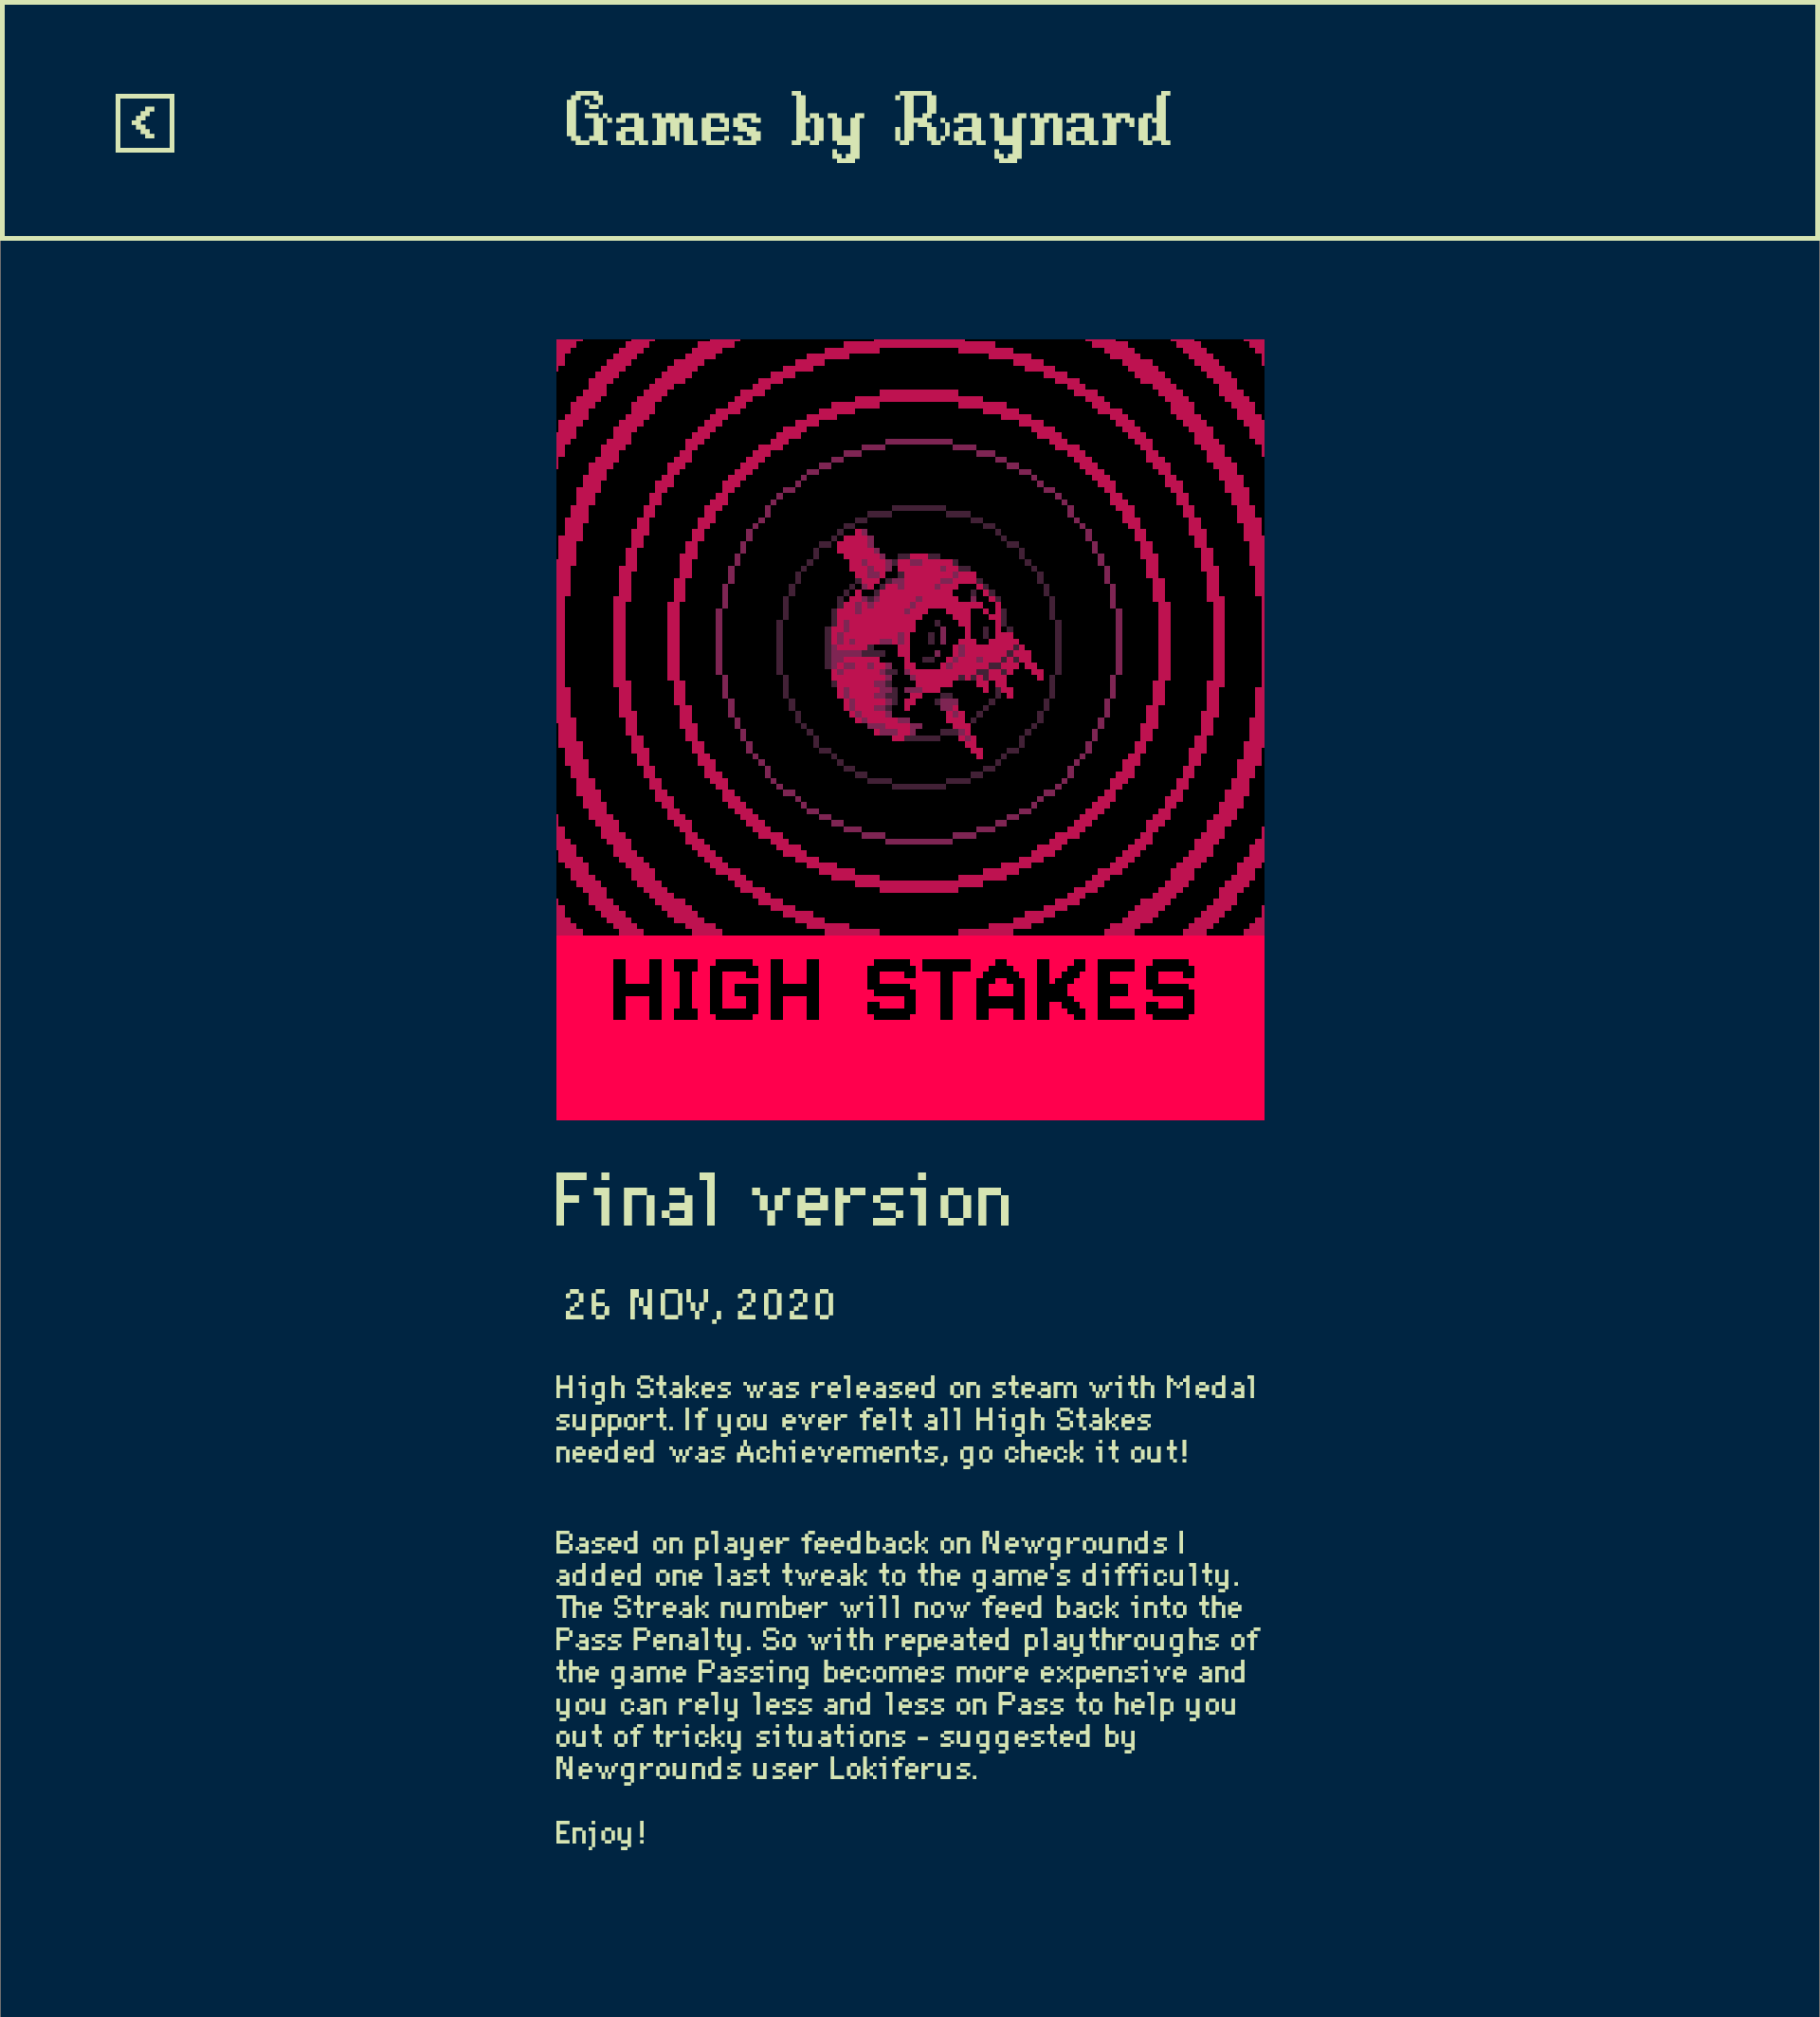 <
Games by Raynard
HIGH STAKES
Final version
26 NOV, 2020
High Stakes was released on steam with Medal
support. If you ever felt all High Stakes
needed was Achievements, go check it out!
Based on player feedback on Newgrounds I
added one last tweak to the game's difficulty.
The Streak number will now feed back into the
Pass Penalty. So with repeated playthroughs of
the game Passing becomes more expensive and
you can rely less and less on Pass to help you
out of tricky situations - suggested by
Newgrounds user Lokiferus.
Enjoy!